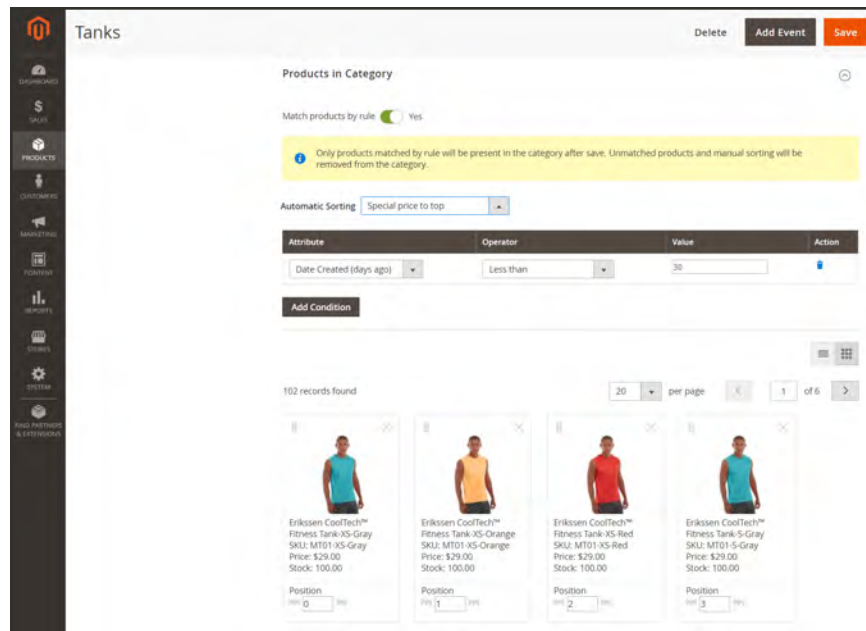 Tanks
Delete
Add Event
Save
DASHBOARD
SALES
PRODUCTS
CUSTOMERS
MARKETING
CONTENT
REPORTS
STORES
SYSTEM
FIND PARTNERS
& EXTENSIONS
Products in Category
Match products by rule Yes
Only products matched by rule will be present in the category after save. Unmatched products and manual sorting will be
removed from the category.
Automatic Sorting Special price to top
Attribute Operator Value Action
Date Created (days ago) Less than 30
Add Condition
102 records found 20 per page 1 of 6
Erikssen CoolTech™
Fitness Tank-XS-Gray
SKU: MT01-XS-Gray
Price: $29.00
Stock: 100.00
Position
0
Erikssen CoolTech™
Fitness Tank-XS-Orange
SKU: MT01-XS-Orange
Price: $29.00
Stock: 100.00
Position
1
Erikssen CoolTech™
Fitness Tank-XS-Red
SKU: MT01-XS-Red
Price: $29.00
Stock: 100.00
Position
2
Erikssen CoolTech™
Fitness Tank-S-Gray
SKU: MT01-S-Gray
Price: $29.00
Stock: 100.00
Position
3